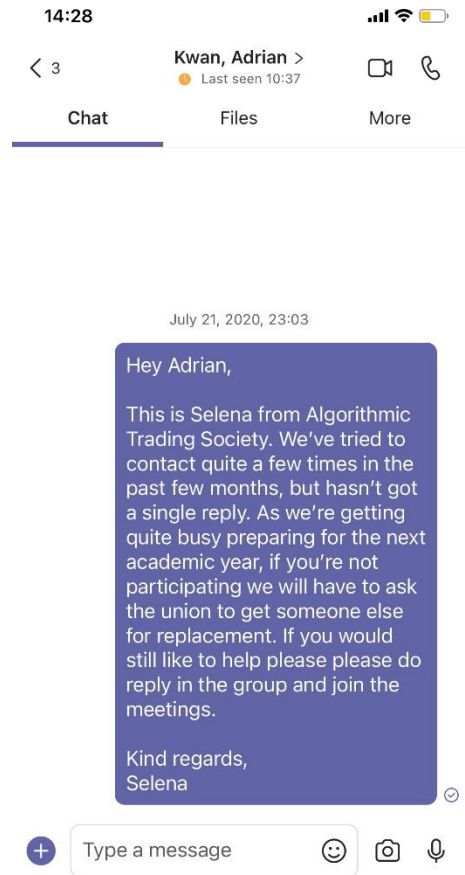 14:28
3
Kwan, Adrian >
Last seen 10:37
Chat Files More
July 21, 2020, 23:03
Hey Adrian,
This is Selena from Algorithmic
Trading Society. We've tried to
contact quite a few times in the
past few months, but hasn't got
a single reply. As we're getting
quite busy preparing for the next
academic year, if you're not
participating we will have to ask
the union to get someone else
for replacement. If you would
still like to help please please do
reply in the group and join the
meetings.
Kind regards,
Selena
Type a message